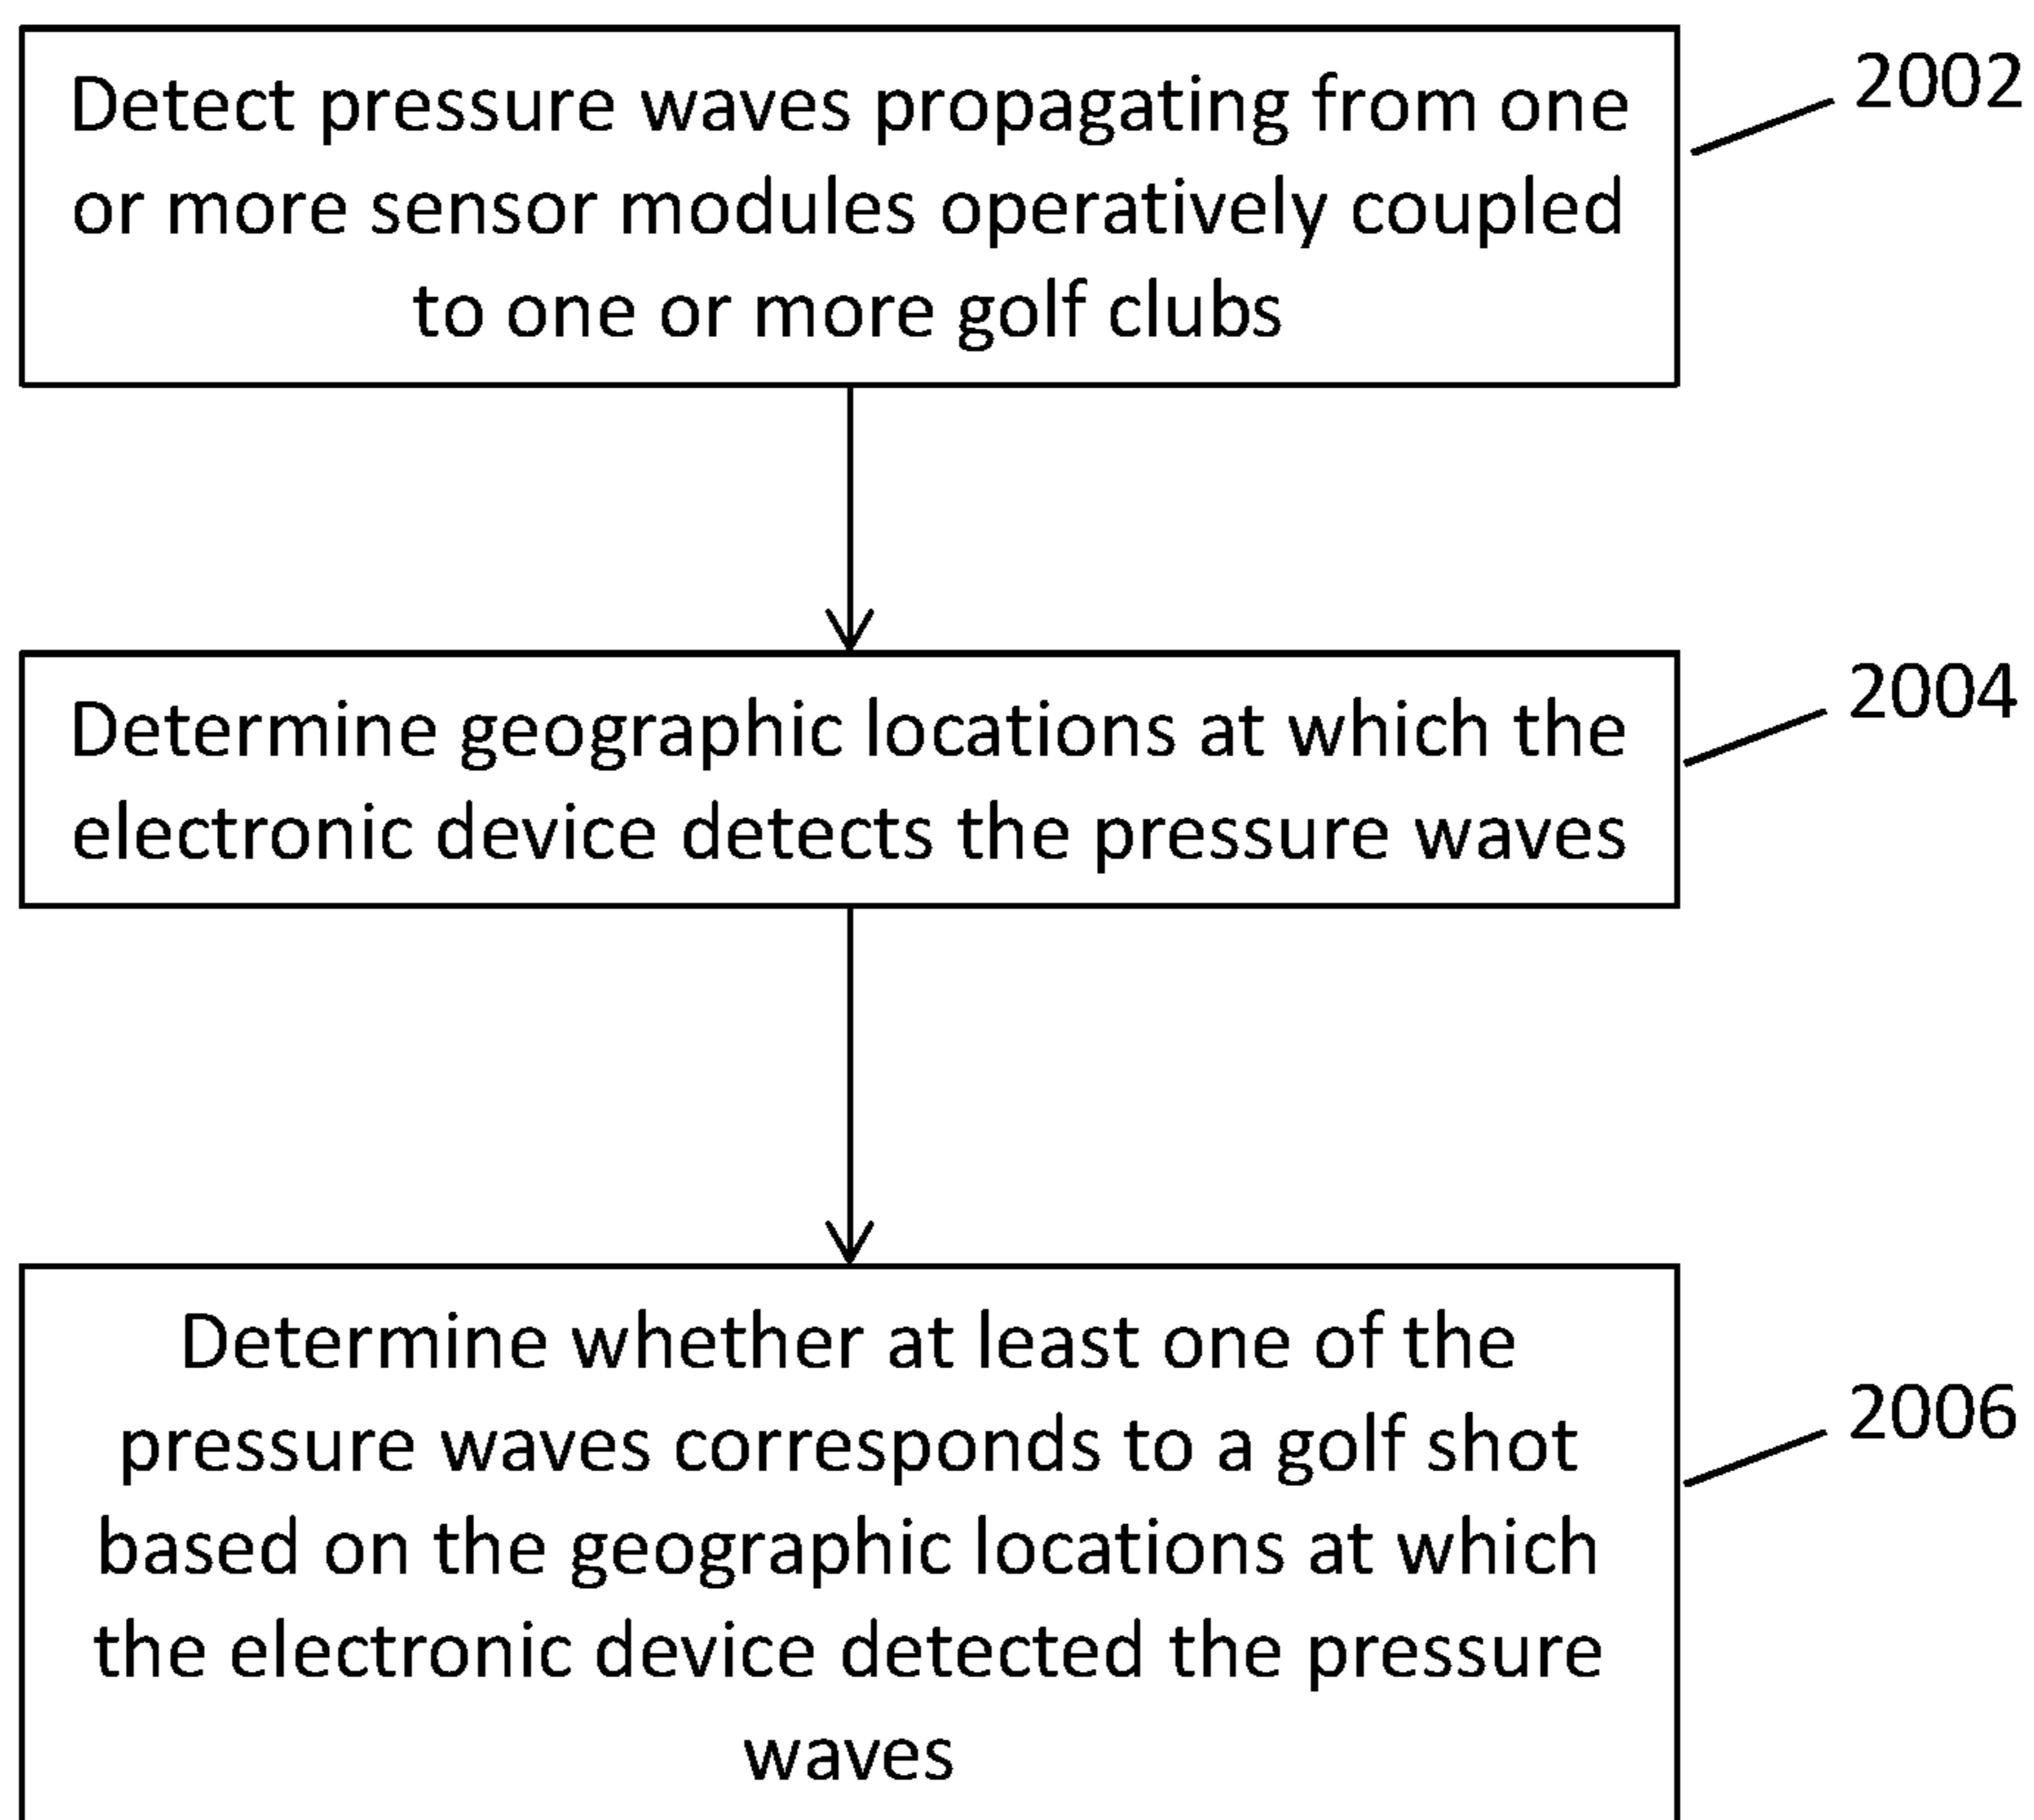 Detect pressure waves propagating from one
or more sensor modules operatively coupled
to one or more golf clubs
2002
Determine geographic locations at which the
electronic device detects the pressure waves
2004
Determine whether at least one of the
pressure waves corresponds to a golf shot
based on the geographic locations at which
the electronic device detected the pressure
waves
2006